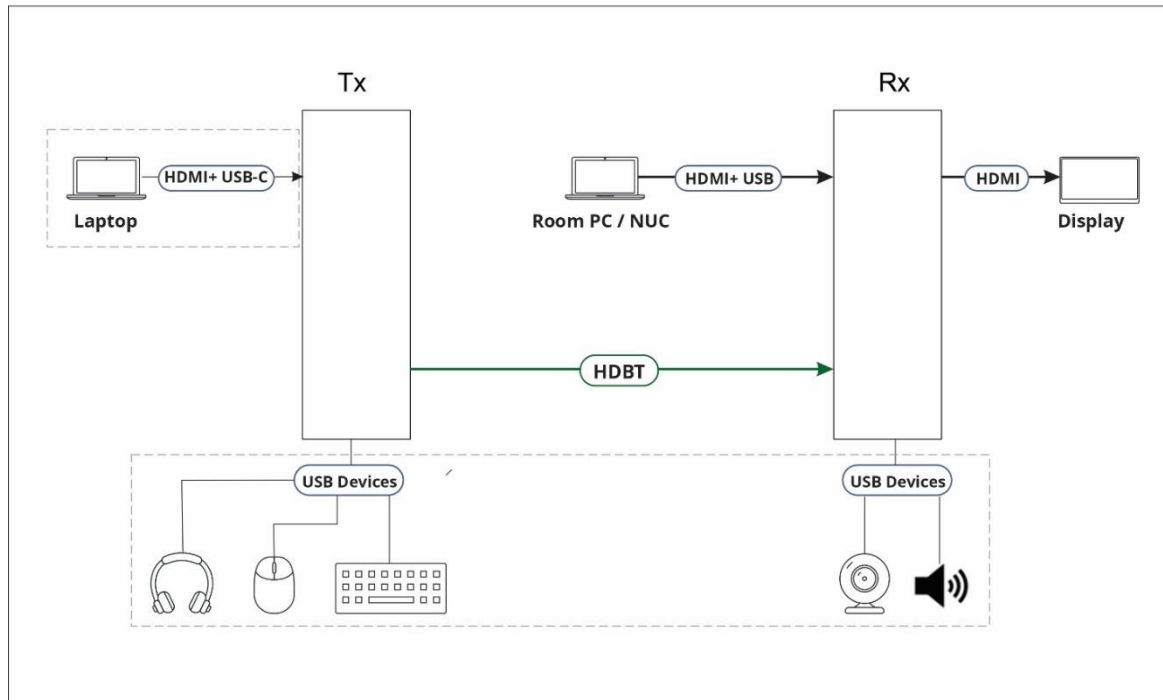 Tx
Rx
HDMI+ USB-C
HDMI+ USB
HDMI
Laptop
Room PC / NUC
Display
HDBT
USB Devices
USB Devices